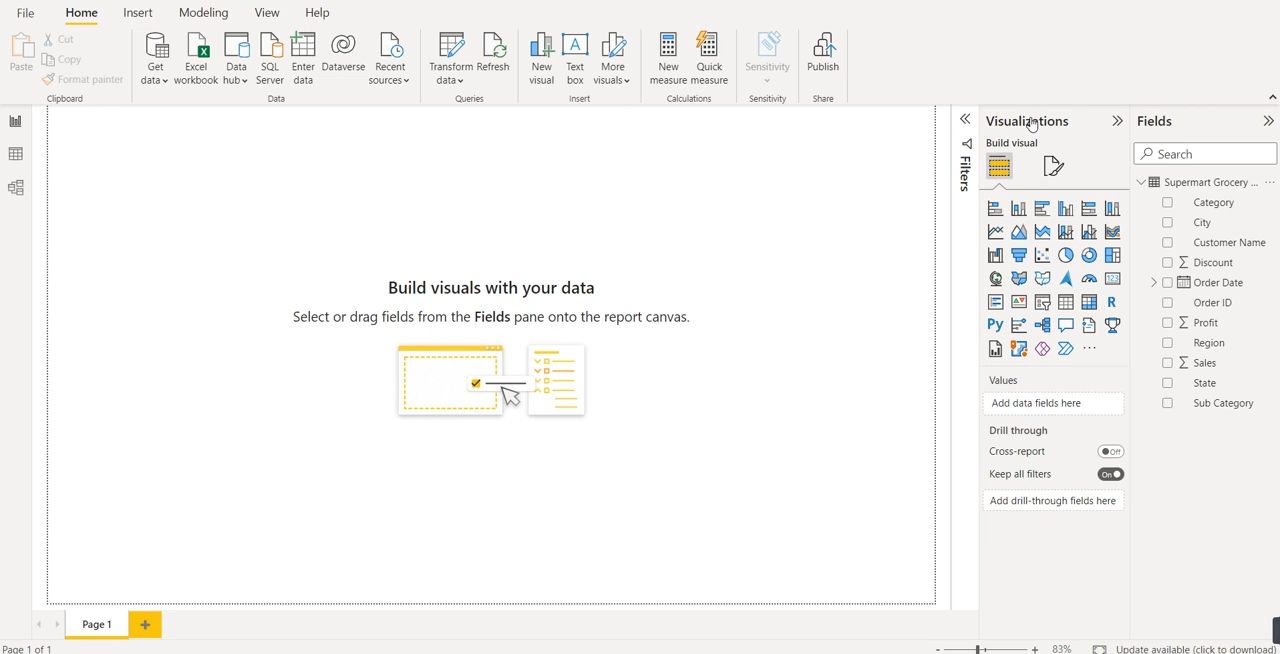 File Home Insert Modeling View Help
Paste
Cut
Copy
Format painter
Clipboard
Get data
Excel workbook
Data hub
SQL Server
Enter data
Dataverse
Recent sources
Data
Transform data
Refresh
Queries
New visual
Text box
More visuals
Insert
New measure
Quick measure
Calculations
Sensitivity
Sensitivity
Publish
Share
Build visuals with your data
Select or drag fields from the Fields pane onto the report canvas.
Filters
Visualizations
Build visual
123
R
Py
Values
Add data fields here
Drill through
Cross-report Off
Keep all filters On
Add drill-through fields here
Fields
Search
Supermart Grocery ...
Category
City
Customer Name
Discount
Order Date
Order ID
Profit
Region
Sales
State
Sub Category
Page 1
Page 1 of 1
- + 83% Update available (click to download)